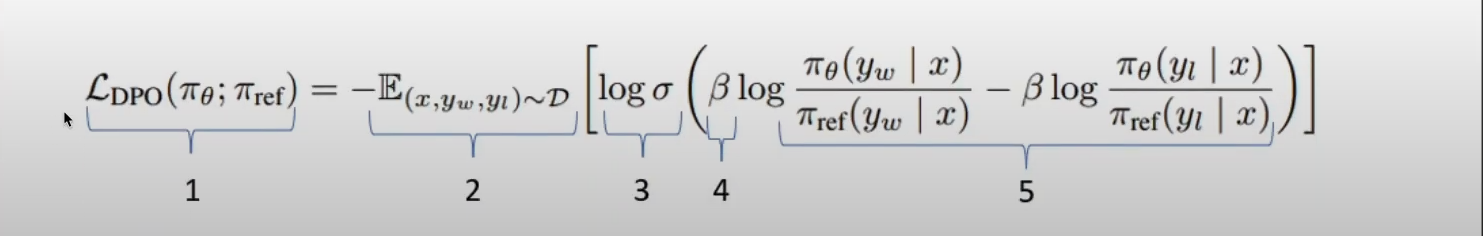 ℒ_DPO(π_θ; π_ref) = −𝔼_(x,y_w,y_l)∼𝒟 [log σ (β log π_θ(y_w | x) / π_ref(y_w | x) − β log π_θ(y_l | x) / π_ref(y_l | x))]
1 2 3 4 5